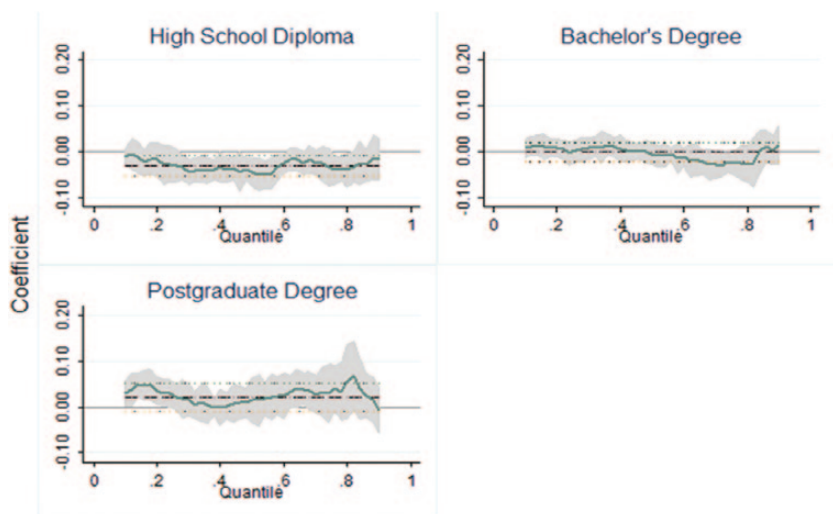 High School Diploma
0.20
0.10
0.00
-0.10
0 .2 .4 .6 .8 1
Quantile
Bachelor's Degree
0.20
0.10
0.00
-0.10
0 .2 .4 .6 .8 1
Quantile
Coefficient
Postgraduate Degree
0.20
0.10
0.00
-0.10
0 .2 .4 .6 .8 1
Quantile